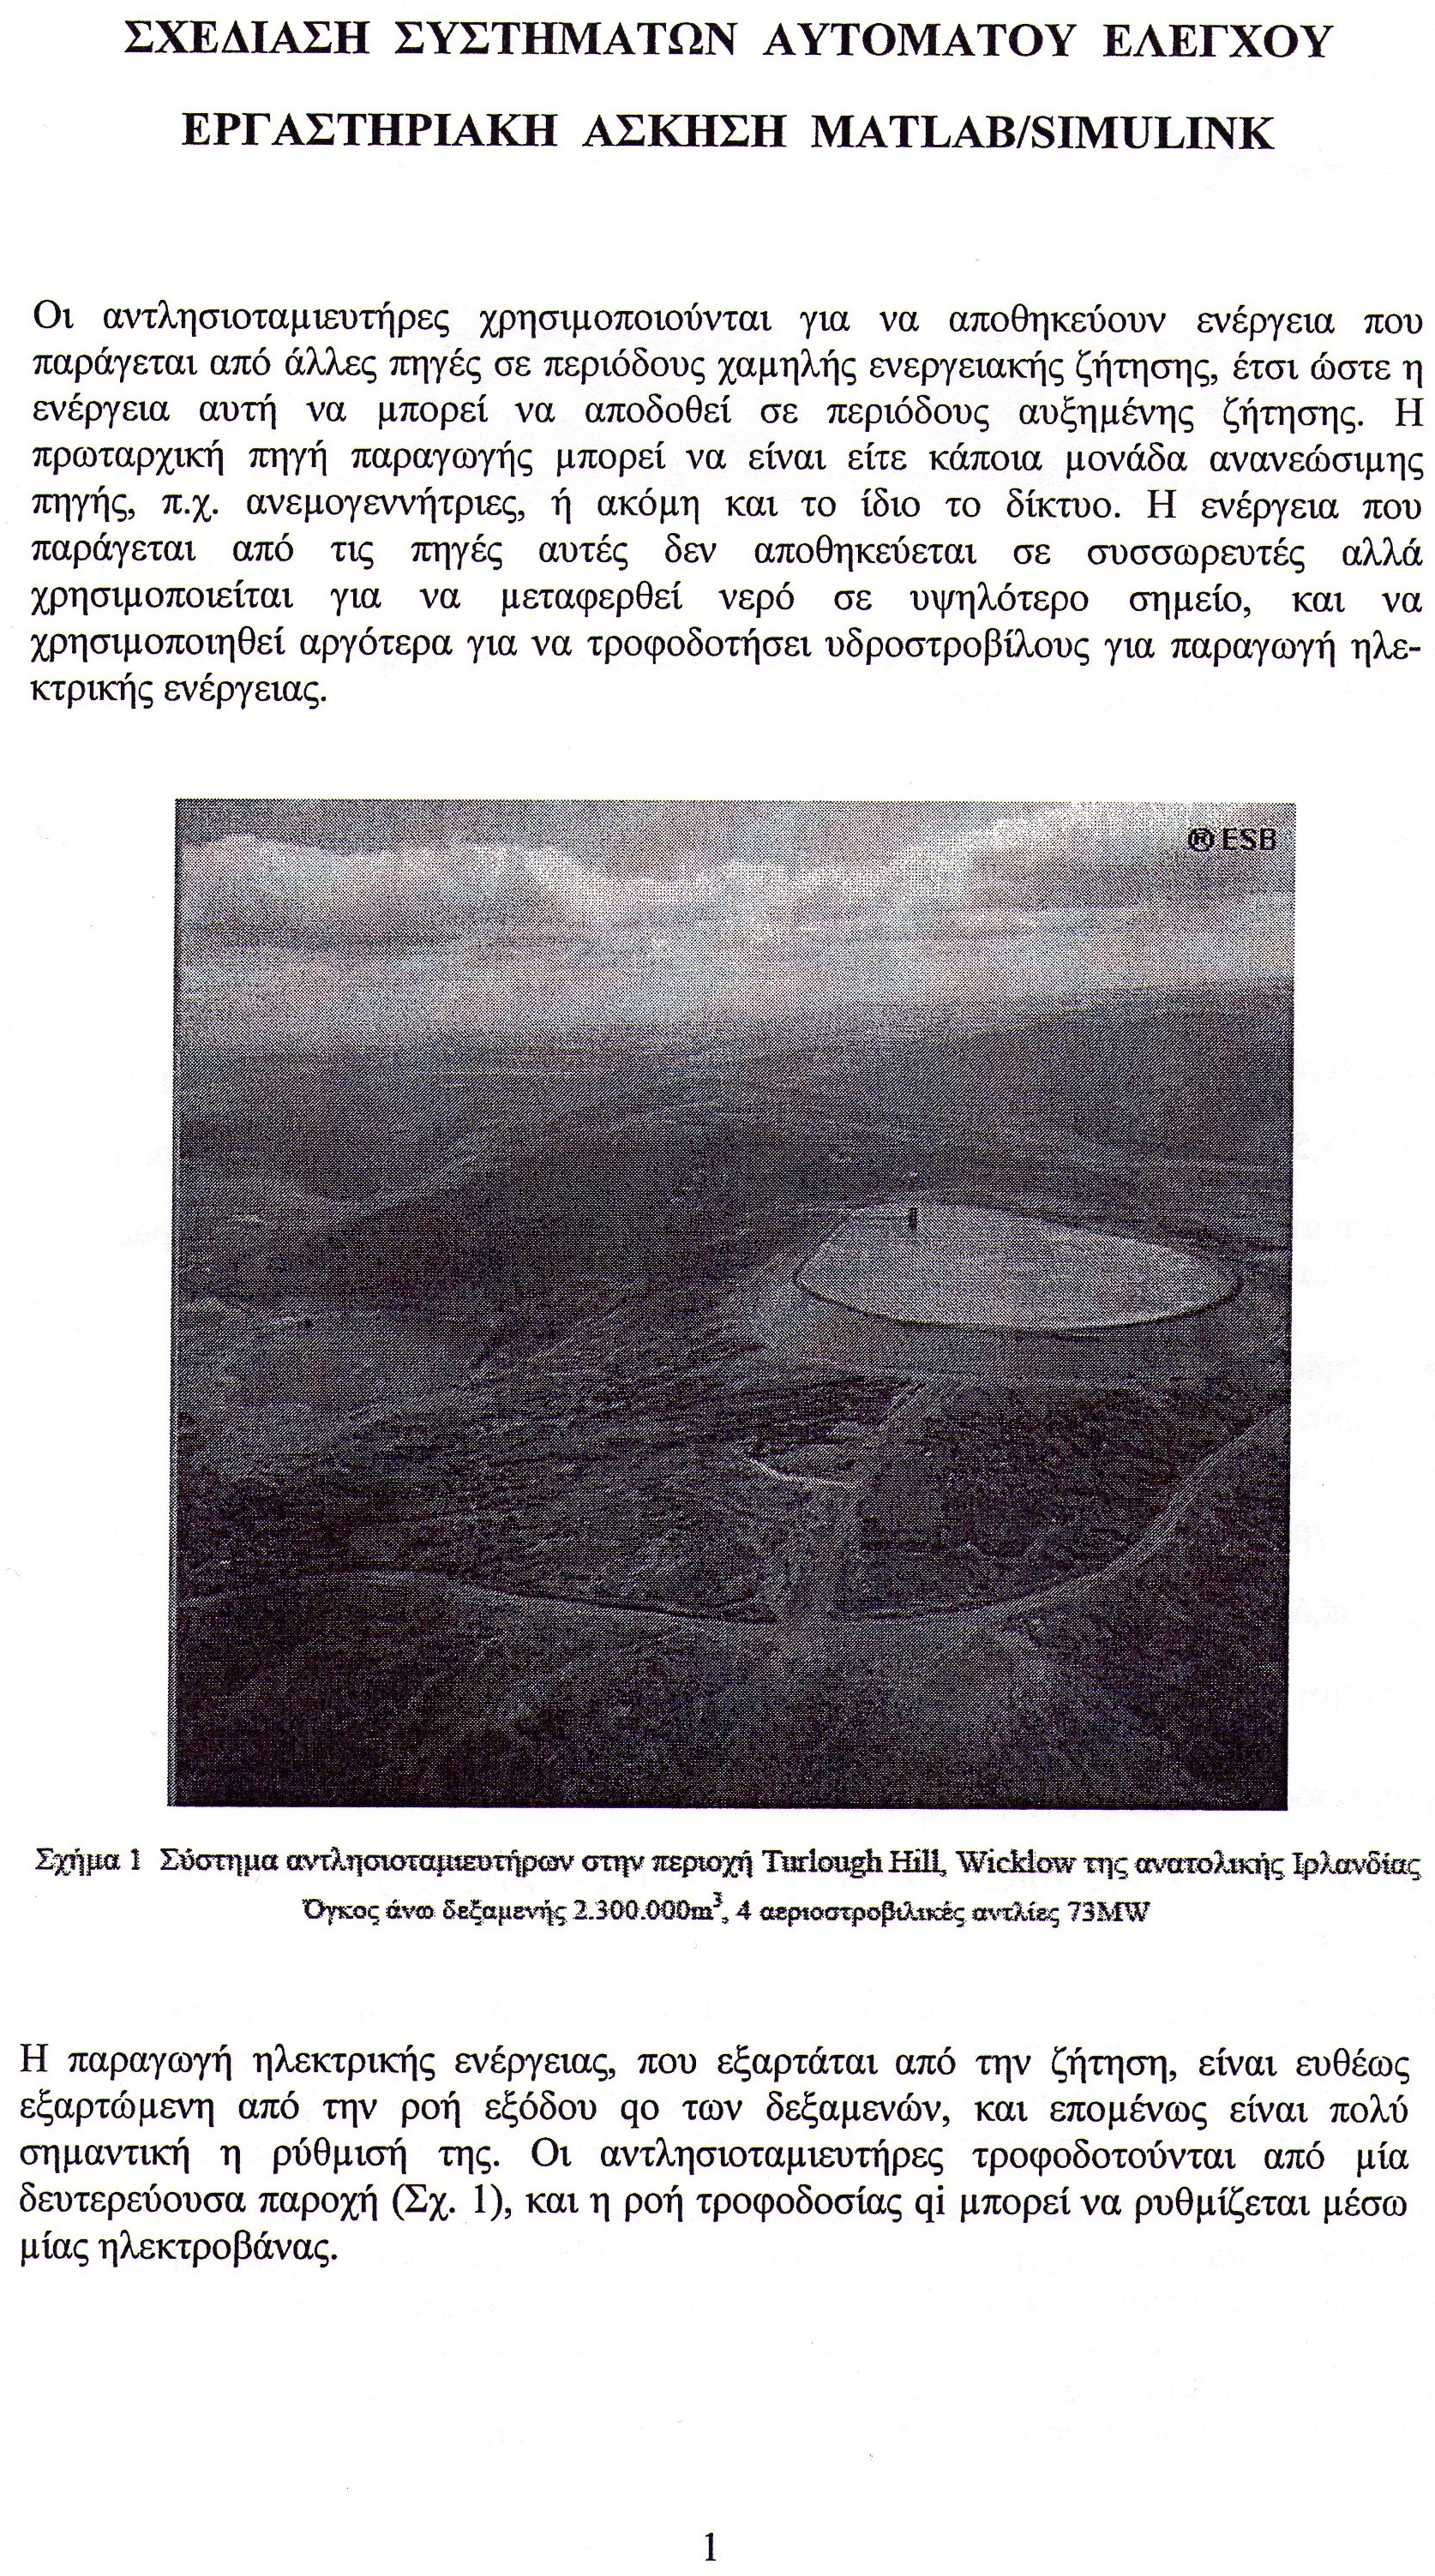 ΣΧΕΔΙΑΣΗ ΣΥΣΤΗΜΑΤΩΝ ΑΥΤΟΜΑΤΟΥ ΕΛΕΓΧΟΥ
ΕΡΓΑΣΤΗΡΙΑΚΗ ΑΣΚΗΣΗ MATLAB/SIMULINK
Οι αντλησιοταμιευτήρες χρησιμοποιούνται για να αποθηκεύουν ενέργεια που
παράγεται από άλλες πηγές σε περιόδους χαμηλής ενεργειακής ζήτησης, έτσι ώστε η
ενέργεια αυτή να μπορεί να αποδοθεί σε περιόδους αυξημένης ζήτησης. Η
πρωταρχική πηγή παραγωγής μπορεί να είναι είτε κάποια μονάδα ανανεώσιμης
πηγής, π.χ. ανεμογεννήτριες, ή ακόμη και το ίδιο το δίκτυο. Η ενέργεια που
παράγεται από τις πηγές αυτές δεν αποθηκεύεται σε συσσωρευτές αλλά
χρησιμοποιείται για να μεταφερθεί νερό σε υψηλότερο σημείο, και να
χρησιμοποιηθεί αργότερα για να τροφοδοτήσει υδροστροβίλους για παραγωγή ηλε-
κτρικής ενέργειας.
® ESB
Σχήμα 1 Σύστημα αντλησιοταμιευτήρων στην περιοχή Turlough Hill, Wicklow της ανατολικής Ιρλανδίας
Όγκος άνω δεξαμενής 2.300.000m³, 4 αεριοστροβιλικές αντλίες 73MW
Η παραγωγή ηλεκτρικής ενέργειας, που εξαρτάται από την ζήτηση, είναι ευθέως
εξαρτώμενη από την ροή εξόδου qo των δεξαμενών, και επομένως είναι πολύ
σημαντική η ρύθμισή της. Οι αντλησιοταμιευτήρες τροφοδοτούνται από μία
δευτερεύουσα παροχή (Σχ. 1), και η ροή τροφοδοσίας qi μπορεί να ρυθμίζεται μέσω
μίας ηλεκτροβάνας.
1